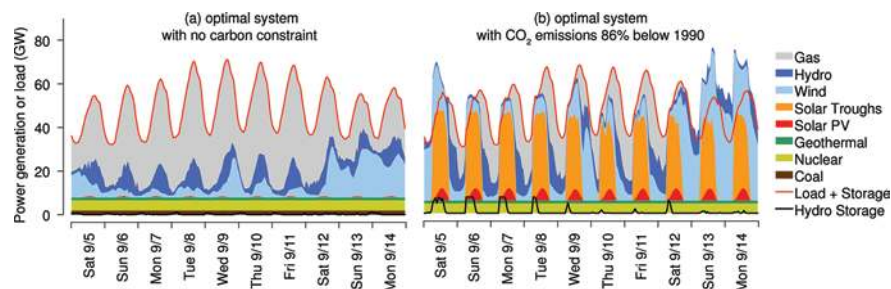 (a) optimal system
with no carbon constraint
(b) optimal system
with CO₂ emissions 86% below 1990
Power generation or load (GW)
80
60
40
20
0
Sat 9/5
Sun 9/6
Mon 9/7
Tue 9/8
Wed 9/9
Thu 9/10
Fri 9/11
Sat 9/12
Sun 9/13
Mon 9/14
Sat 9/5
Sun 9/6
Mon 9/7
Tue 9/8
Wed 9/9
Thu 9/10
Fri 9/11
Sat 9/12
Sun 9/13
Mon 9/14
Gas
Hydro
Wind
Solar Troughs
Solar PV
Geothermal
Nuclear
Coal
Load + Storage
Hydro Storage